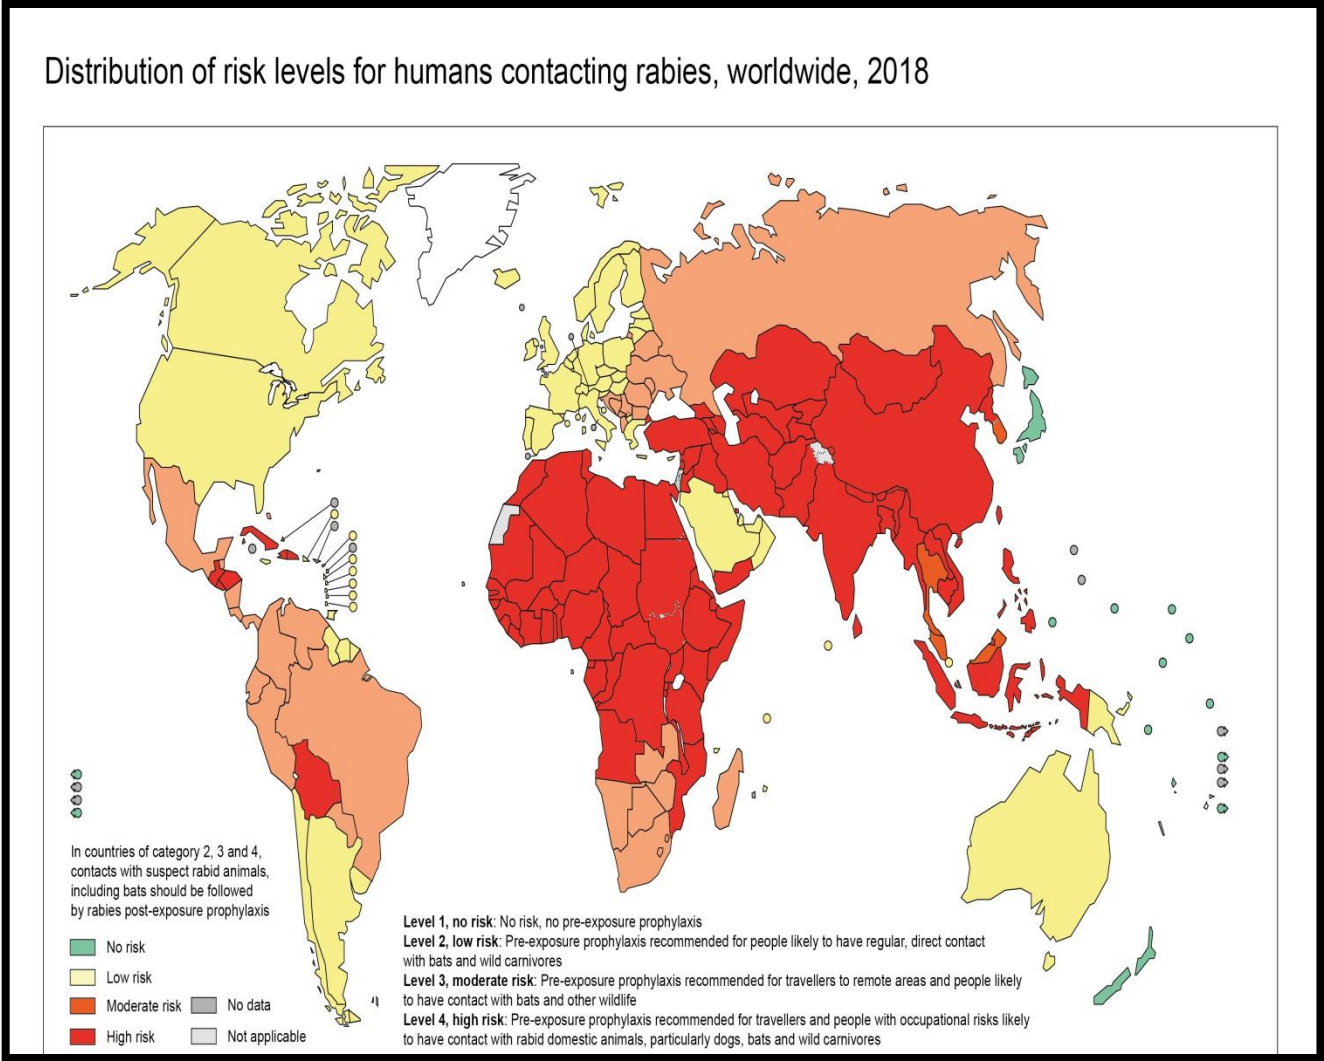 Distribution of risk levels for humans contacting rabies, worldwide, 2018
In countries of category 2, 3 and 4,
contacts with suspect rabid animals,
including bats should be followed
by rabies post-exposure prophylaxis
No risk
Low risk
Moderate risk
No data
High risk
Not applicable
Level 1, no risk: No risk, no pre-exposure prophylaxis
Level 2, low risk: Pre-exposure prophylaxis recommended for people likely to have regular, direct contact
with bats and wild carnivores
Level 3, moderate risk: Pre-exposure prophylaxis recommended for travellers to remote areas and people likely
to have contact with bats and other wildlife
Level 4, high risk: Pre-exposure prophylaxis recommended for travellers and people with occupational risks likely
to have contact with rabid domestic animals, particularly dogs, bats and wild carnivores